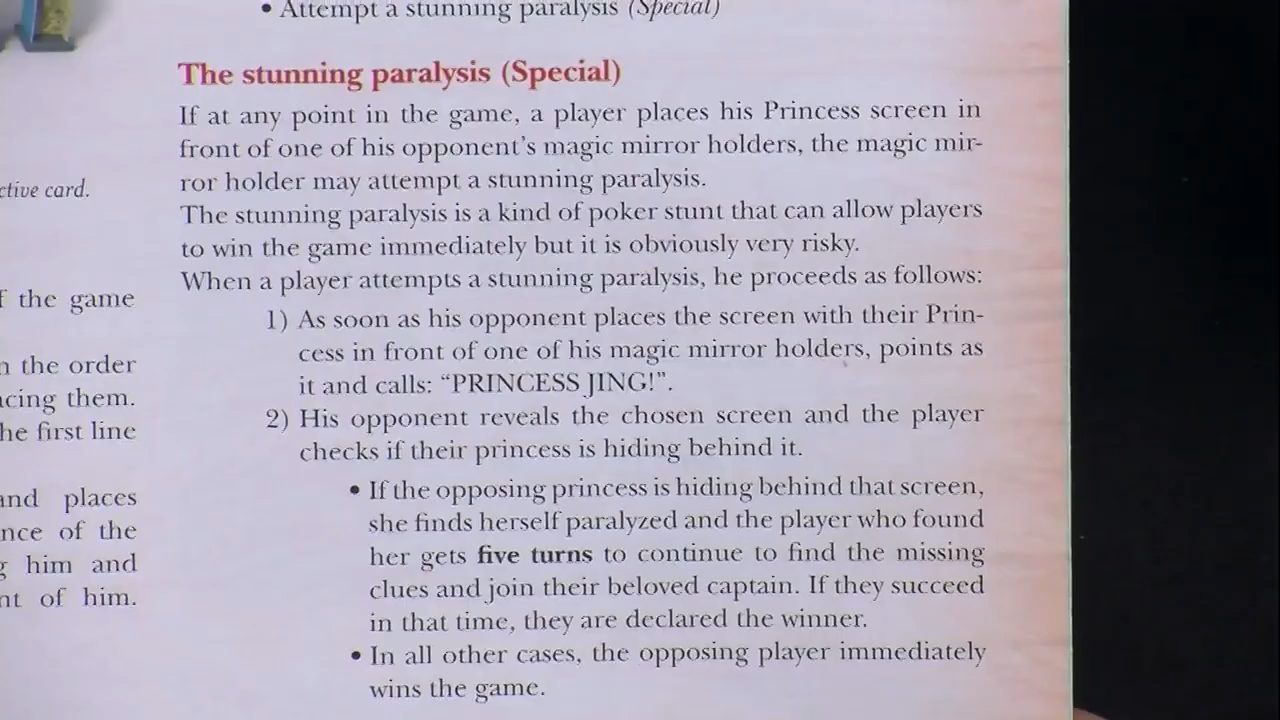 • Attempt a stunning paralysis (Special)
The stunning paralysis (Special)
If at any point in the game, a player places his Princess screen in
front of one of his opponent's magic mirror holders, the magic mir-
ror holder may attempt a stunning paralysis.
The stunning paralysis is a kind of poker stunt that can allow players
to win the game immediately but it is obviously very risky.
When a player attempts a stunning paralysis, he proceeds as follows:
1) As soon as his opponent places the screen with their Prin-
cess in front of one of his magic mirror holders, points as
it and calls: “PRINCESS JING!”.
2) His opponent reveals the chosen screen and the player
checks if their princess is hiding behind it.
• If the opposing princess is hiding behind that screen,
she finds herself paralyzed and the player who found
her gets five turns to continue to find the missing
clues and join their beloved captain. If they succeed
in that time, they are declared the winner.
• In all other cases, the opposing player immediately
wins the game.
ctive card.
f the game
the order
acing them.
he first line
and places
nce of the
g him and
nt of him.